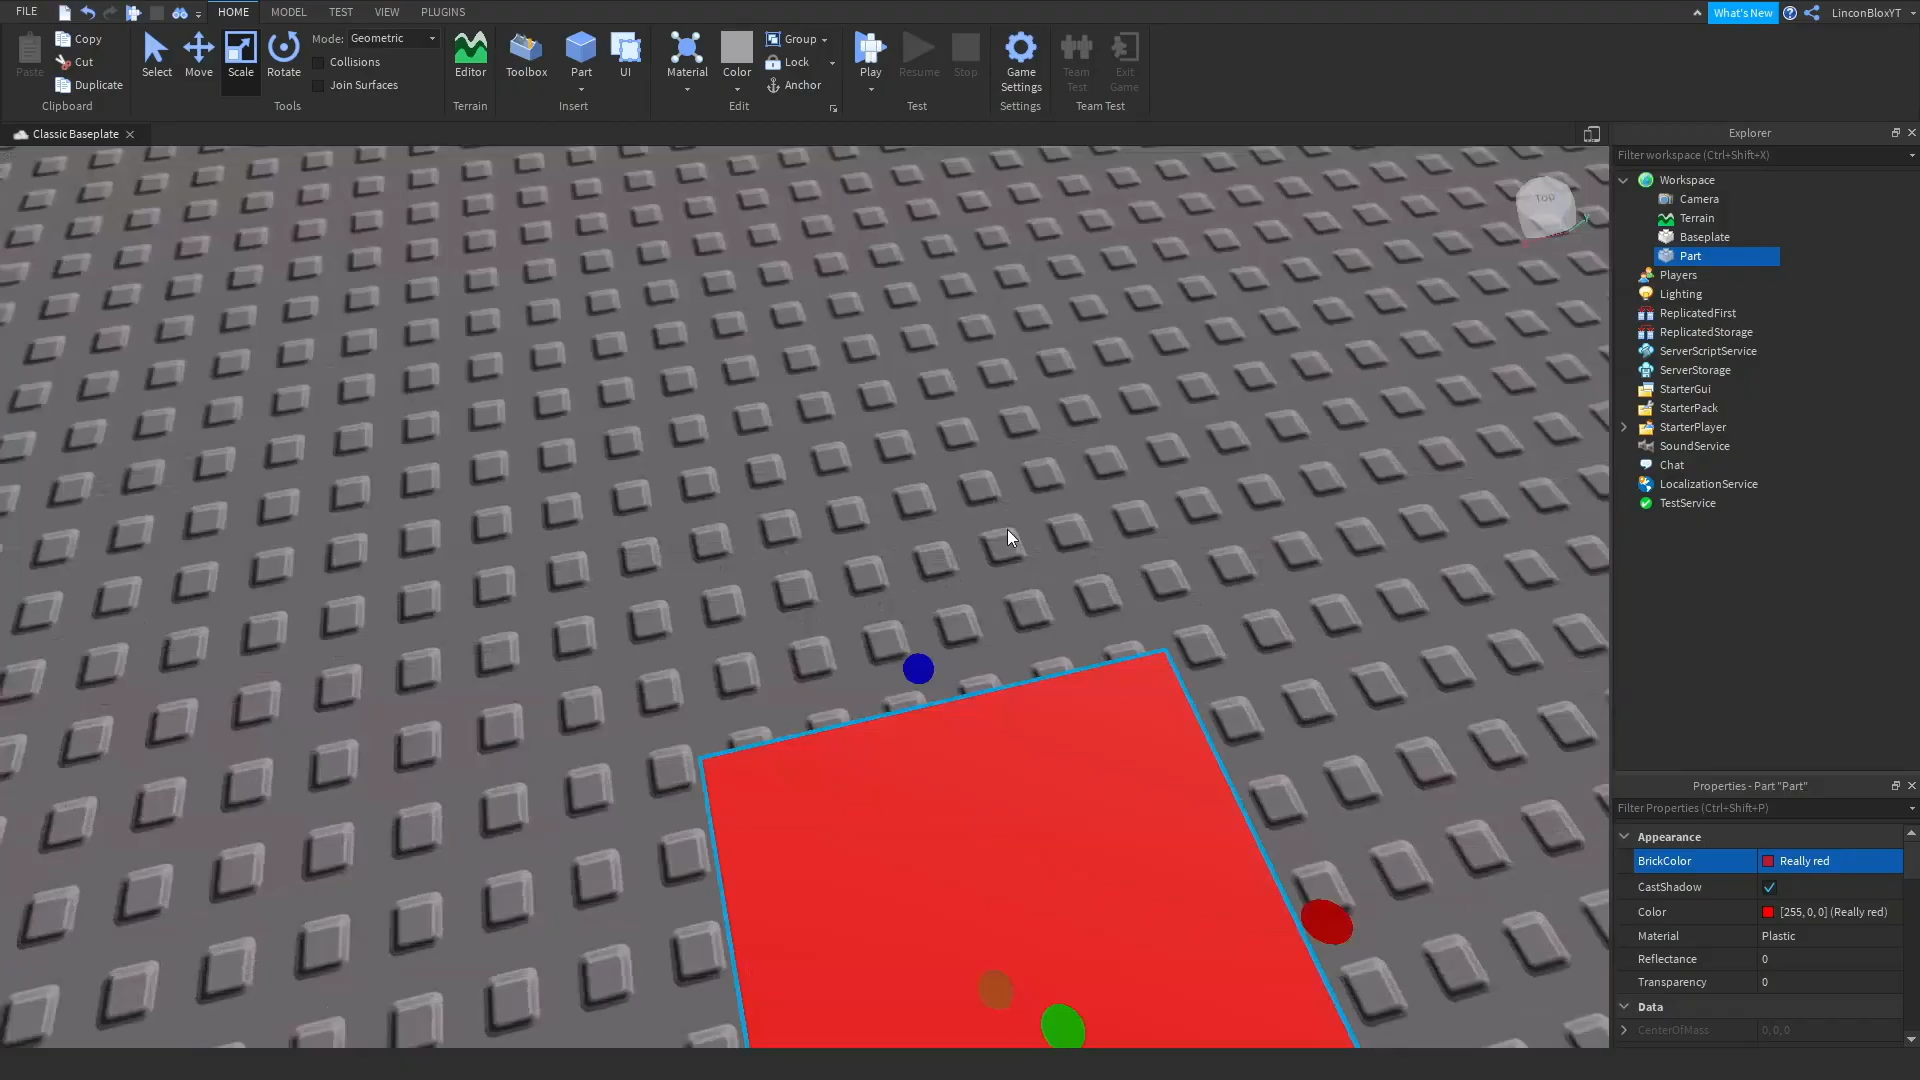 FILE HOME MODEL TEST VIEW PLUGINS What's New LinconBloxYT
Paste Copy Cut Duplicate Clipboard
Select Move Scale Rotate Mode: Geometric Collisions Join Surfaces Tools
Editor Terrain
Toolbox Part UI Insert
Material Color Group Lock Anchor Edit
Play Resume Stop Test
Game Settings Settings
Team Test Exit Game Team Test
Classic Baseplate
TOP
Y
Explorer
Filter workspace (Ctrl+Shift+X)
Workspace
Camera
Terrain
Baseplate
Part
Players
Lighting
ReplicatedFirst
ReplicatedStorage
ServerScriptService
ServerStorage
StarterGui
StarterPack
StarterPlayer
SoundService
Chat
LocalizationService
TestService
Properties - Part "Part"
Filter Properties (Ctrl+Shift+P)
Appearance
BrickColor Really red
CastShadow
Color [255, 0, 0] (Really red)
Material Plastic
Reflectance 0
Transparency 0
Data
CenterOfMass 0, 0, 0